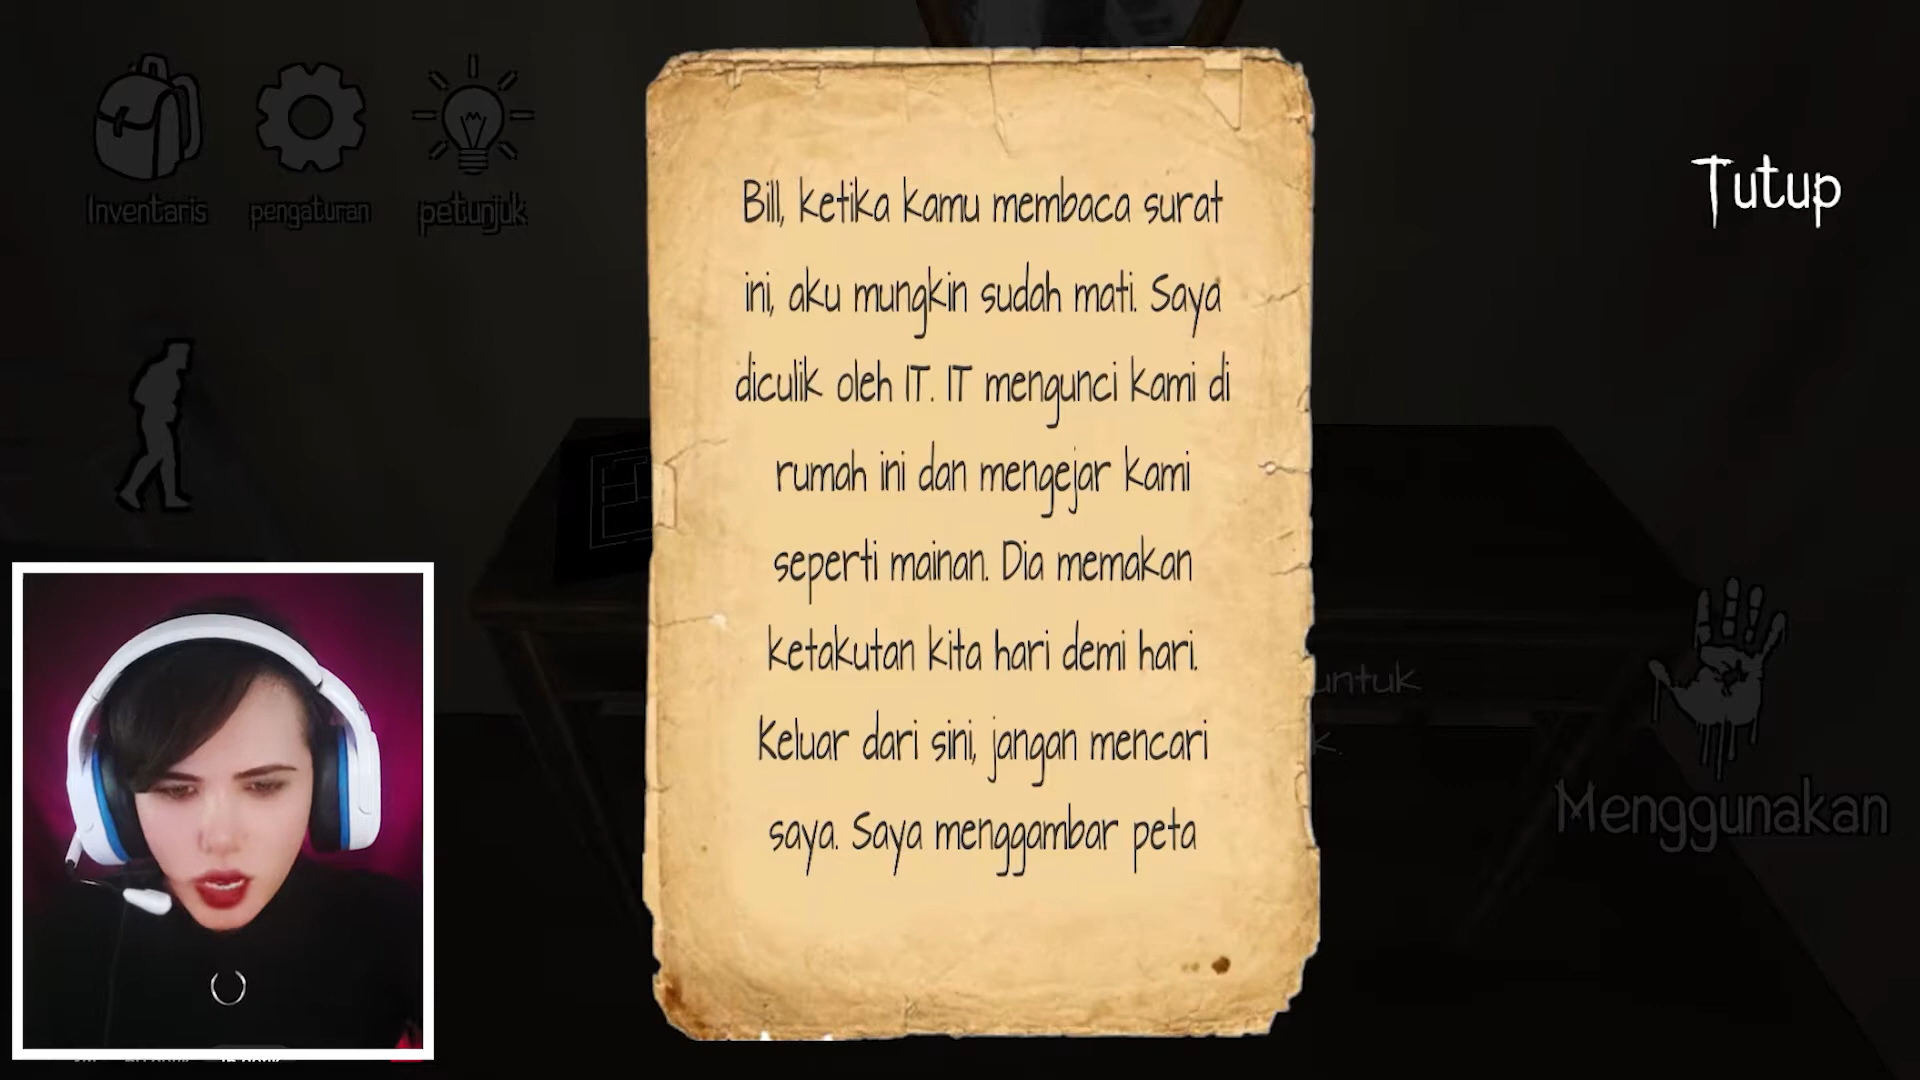 Inventaris
pengaturan
petunjuk
Tutup
Bill, ketika kamu membaca surat
ini, aku mungkin sudah mati. Saya
diculik oleh IT. IT mengunci kami di
rumah ini dan mengejar kami
seperti mainan. Dia memakan
ketakutan kita hari demi hari.
Keluar dari sini, jangan mencari
saya. Saya menggambar peta
untuk
Menggunakan